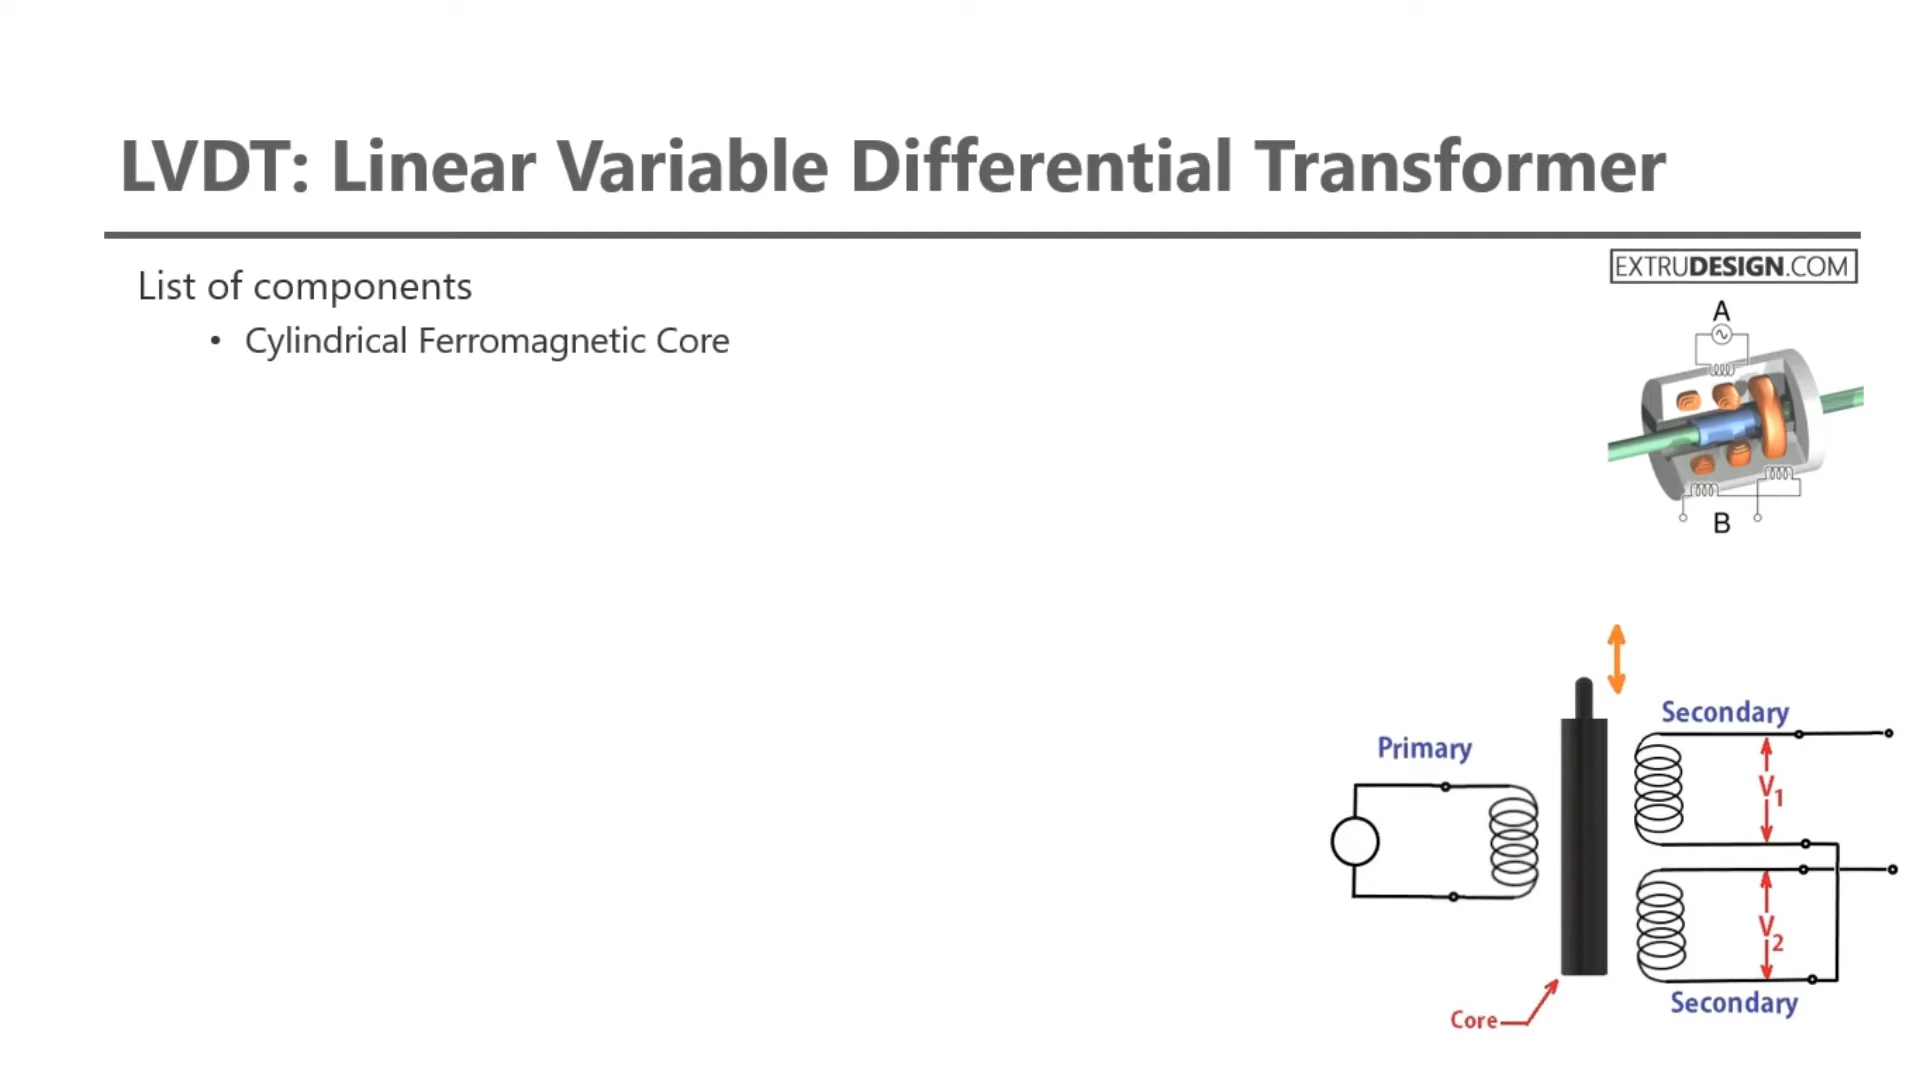 LVDT: Linear Variable Differential Transformer
List of components
• Cylindrical Ferromagnetic Core
EXTRUDESIGN.COM
A
B
Secondary
Primary
V1
V2
Secondary
Core